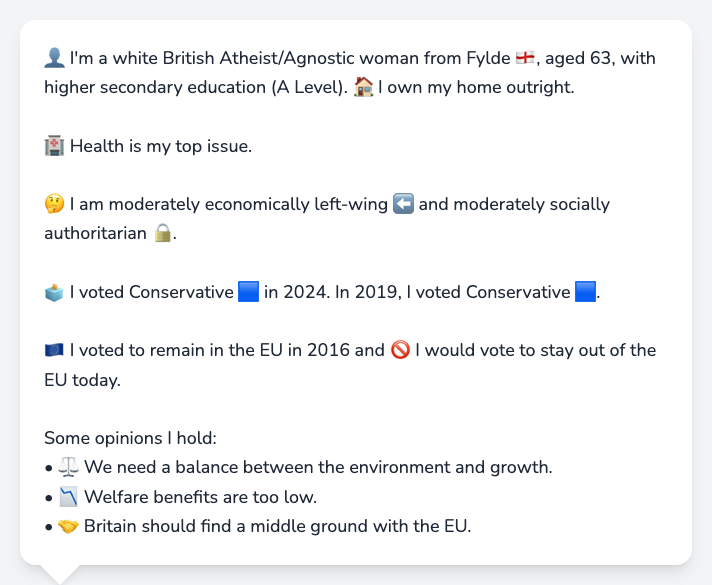 👤 I'm a white British Atheist/Agnostic woman from Fylde 🏴󠁧󠁢󠁥󠁮󠁧󠁿, aged 63, with
higher secondary education (A Level). 🏠 I own my home outright.
🏥 Health is my top issue.
🤔 I am moderately economically left-wing ⬅️ and moderately socially
authoritarian 🔒.
🗳️ I voted Conservative 🟦 in 2024. In 2019, I voted Conservative 🟦.
🇪🇺 I voted to remain in the EU in 2016 and 🚫 I would vote to stay out of the
EU today.
Some opinions I hold:
• ⚖️ We need a balance between the environment and growth.
• 📉 Welfare benefits are too low.
• 🤝 Britain should find a middle ground with the EU.